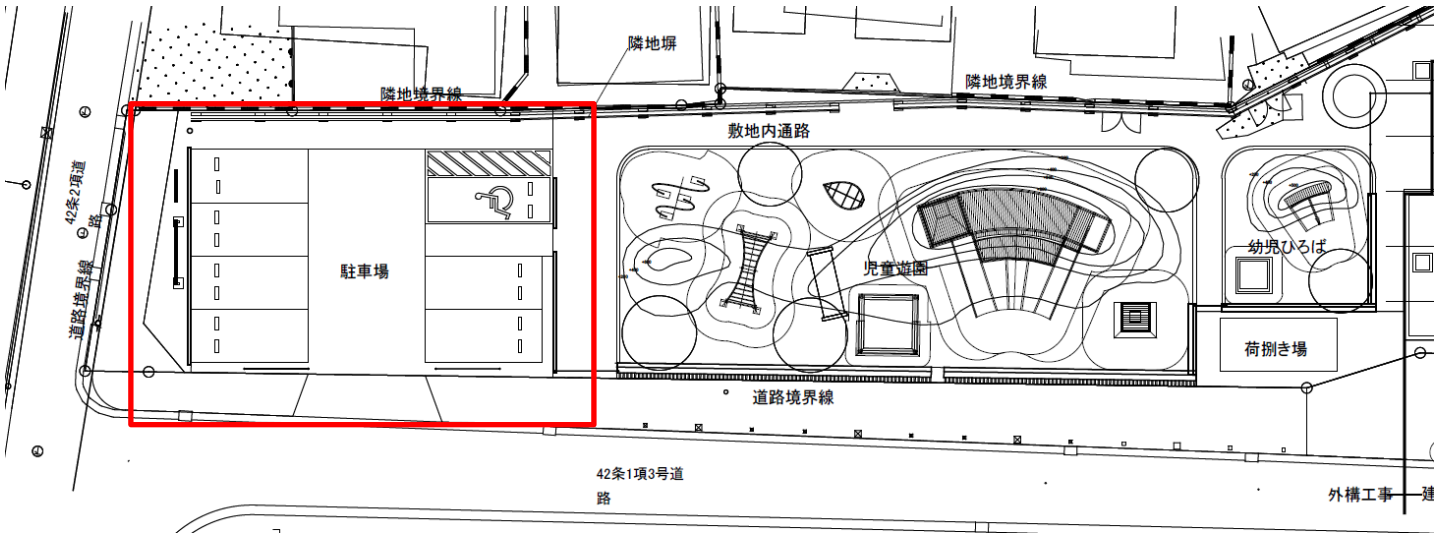 隣地塀
隣地境界線
隣地境界線
敷地内通路
42条2項道
路
道路境界線
駐車場
児童遊園
幼児ひろば
荷捌き場
道路境界線
42条1項3号道
路
外構工事
建